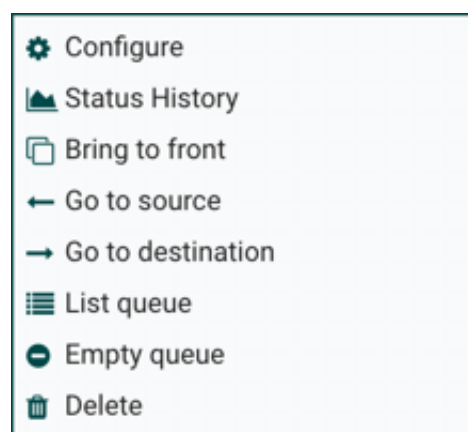 Configure
Status History
Bring to front
Go to source
Go to destination
List queue
Empty queue
Delete